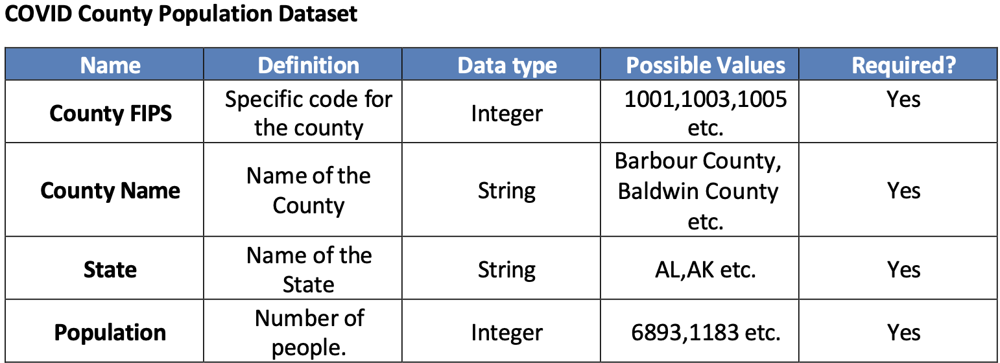 COVID County Population Dataset
Name Definition Data type Possible Values Required?
County FIPS
Specific code for
the county
Integer
1001,1003,1005
etc.
Yes
County Name
Name of the
County
String
Barbour County,
Baldwin County
etc.
Yes
State
Name of the
State
String
AL,AK etc.
Yes
Population
Number of
people.
Integer
6893,1183 etc.
Yes